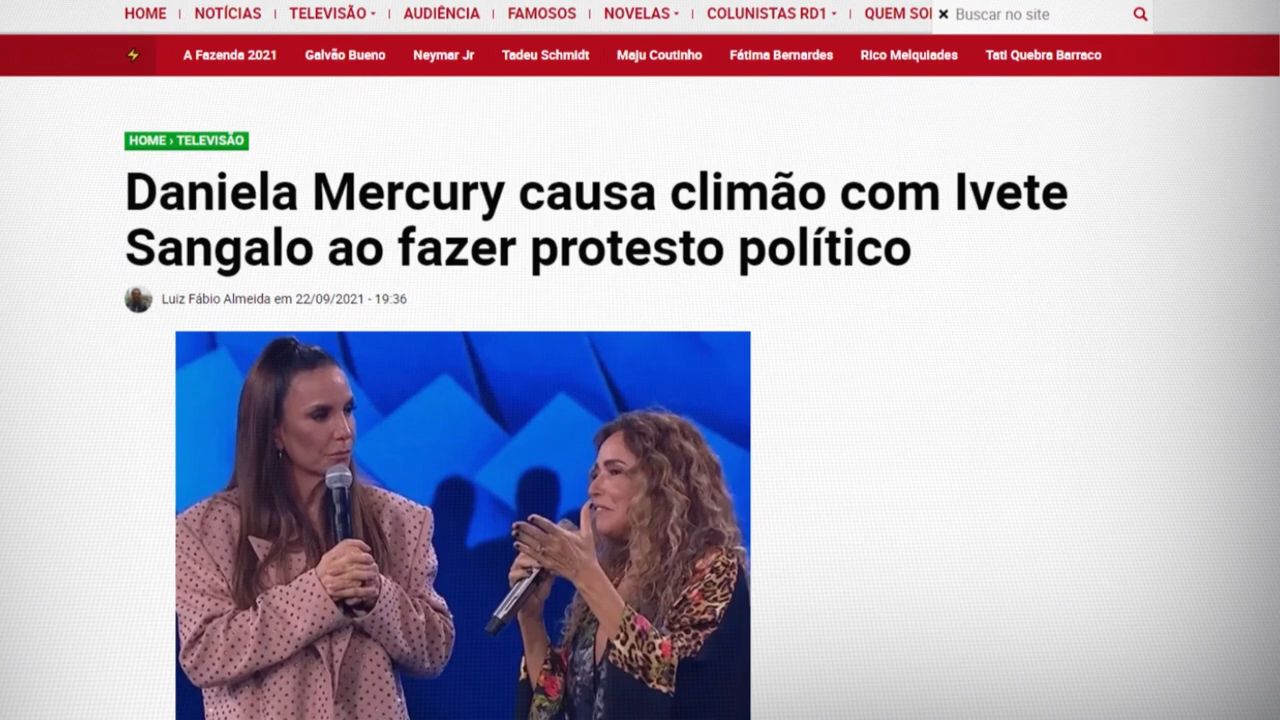 HOME | NOTÍCIAS | TELEVISÃO | AUDIÊNCIA | FAMOSOS | NOVELAS | COLUNISTAS RD1 | QUEM SOI × Buscar no site
A Fazenda 2021 Galvão Bueno Neymar Jr Tadeu Schmidt Maju Coutinho Fátima Bernardes Rico Melquiades Tati Quebra Barraco
HOME › TELEVISÃO
Daniela Mercury causa climão com Ivete
Sangalo ao fazer protesto político
Luiz Fábio Almeida em 22/09/2021 - 19:36